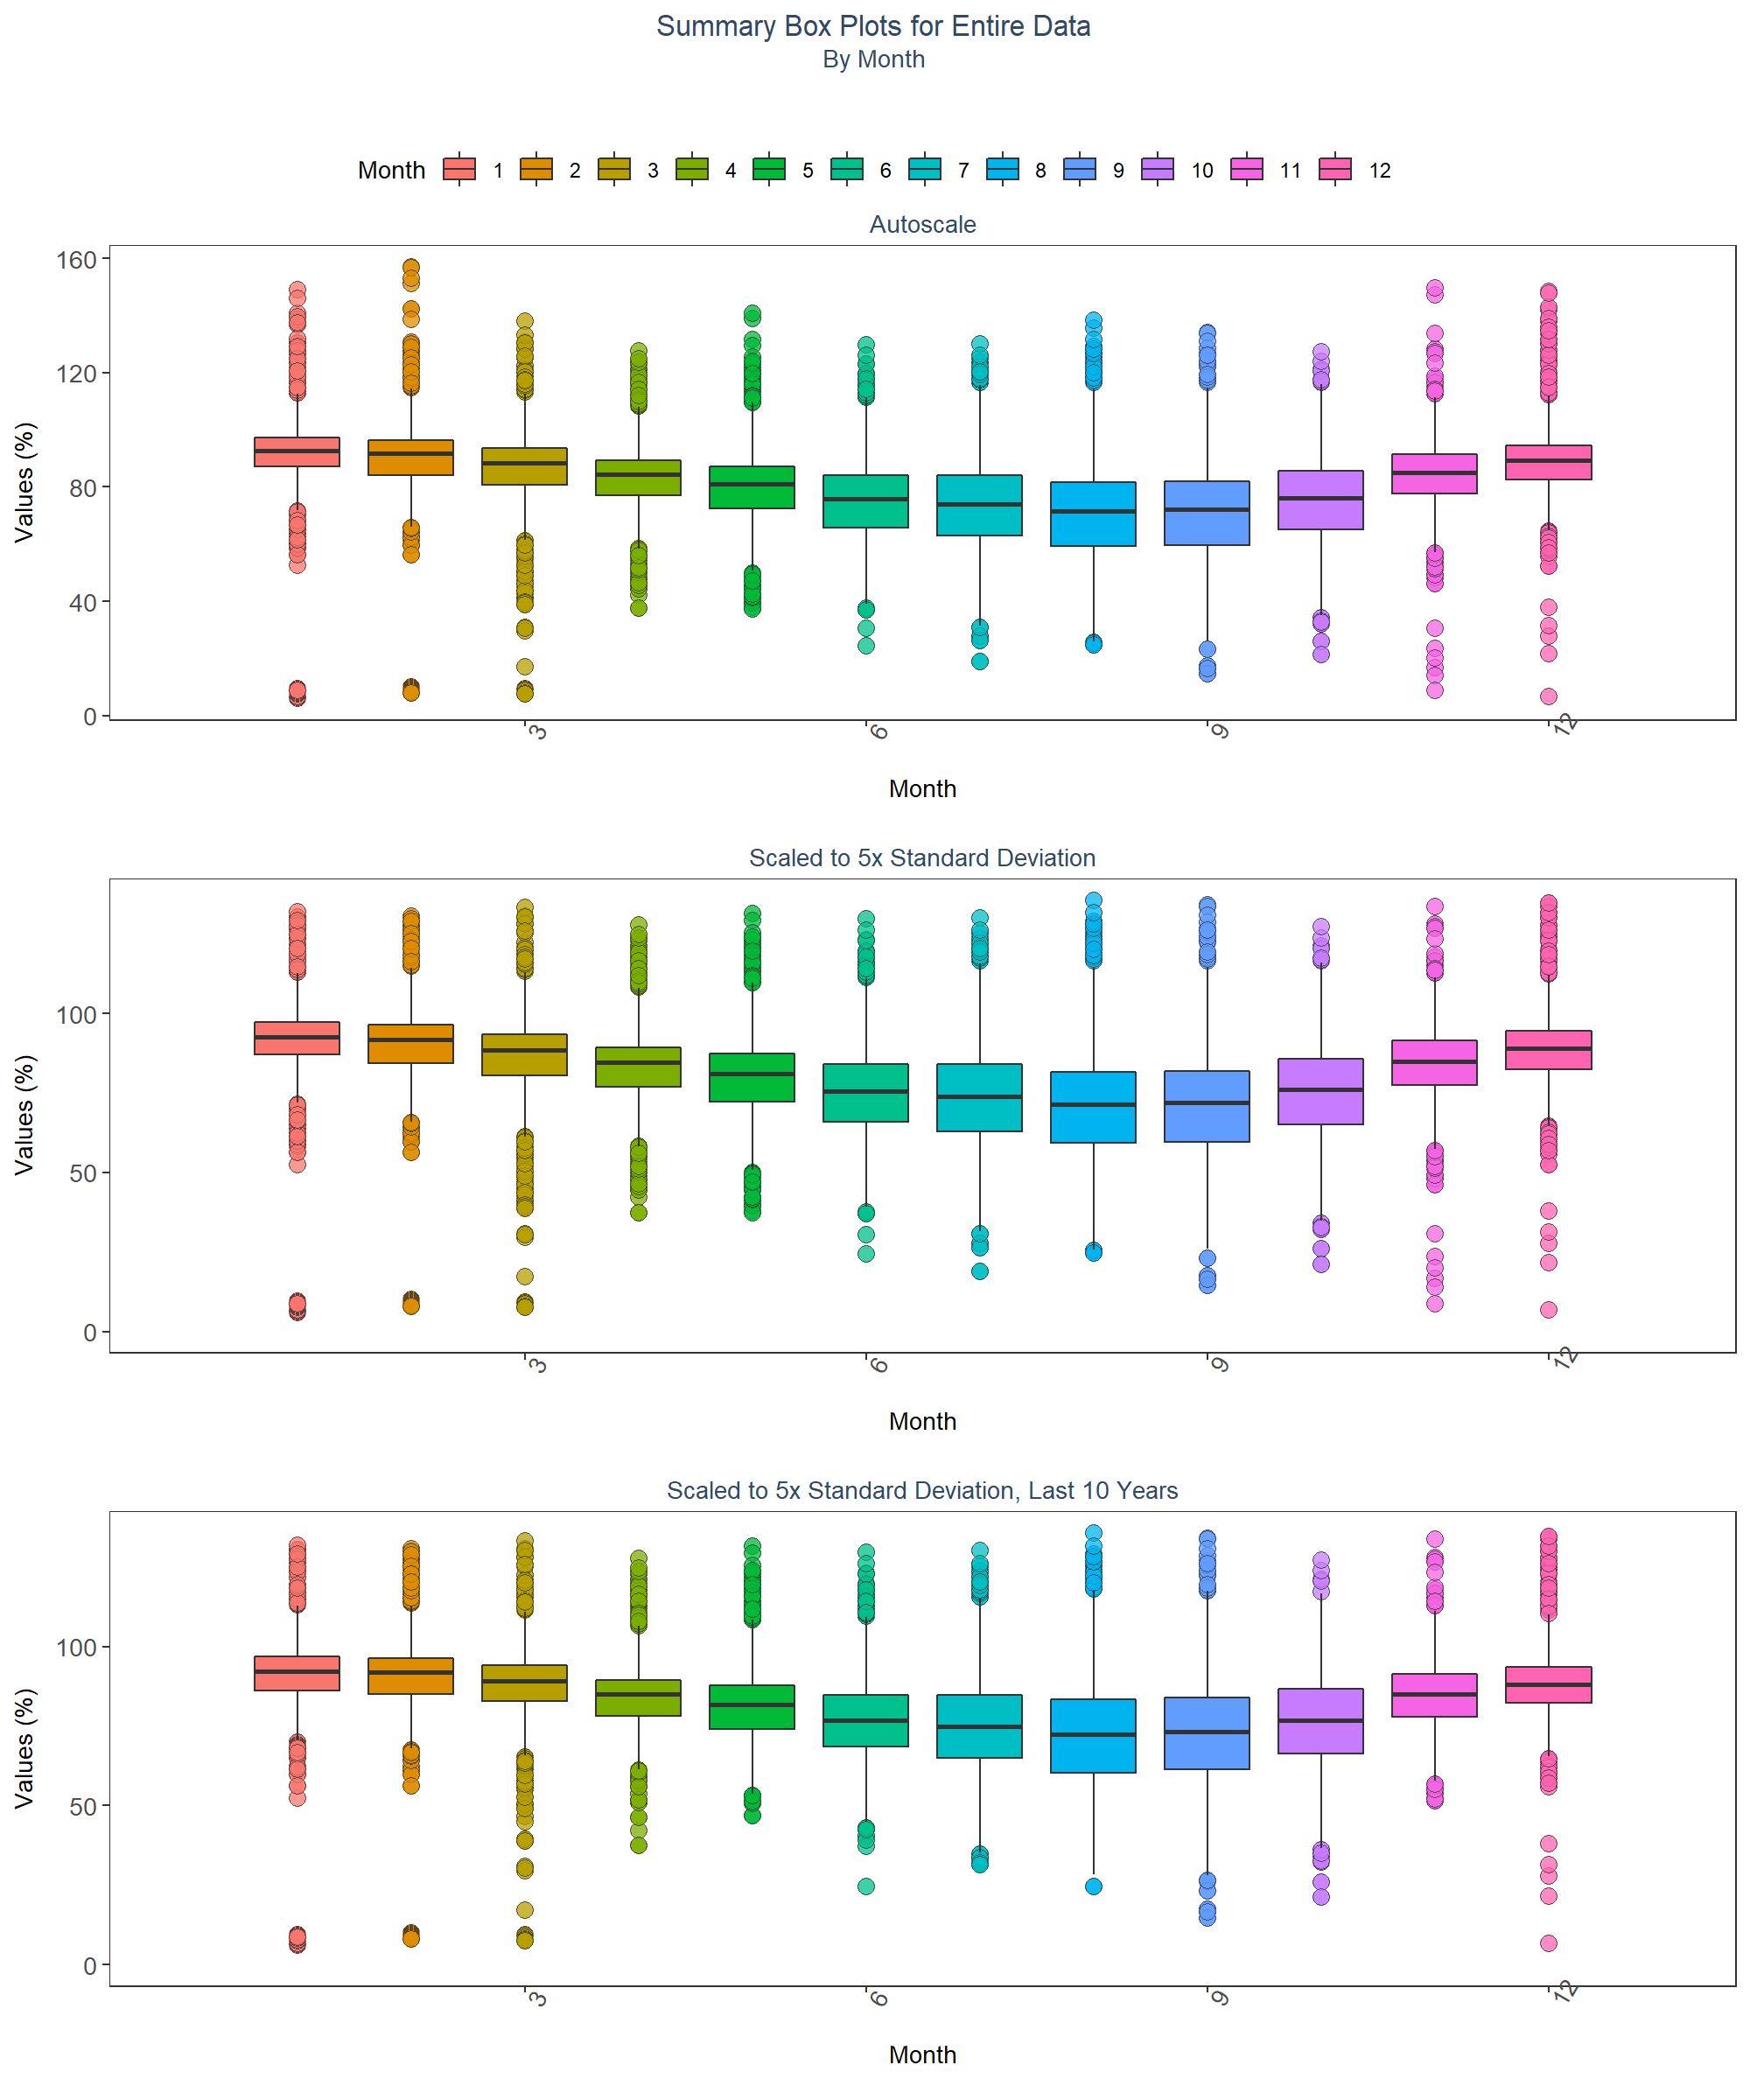 Summary Box Plots for Entire Data
By Month
Month 1 2 3 4 5 6 7 8 9 10 11 12
Autoscale
Values (%)
160
120
80
40
0
3 6 9 12
Month
Scaled to 5x Standard Deviation
Values (%)
100
50
0
3 6 9 12
Month
Scaled to 5x Standard Deviation, Last 10 Years
Values (%)
100
50
0
3 6 9 12
Month